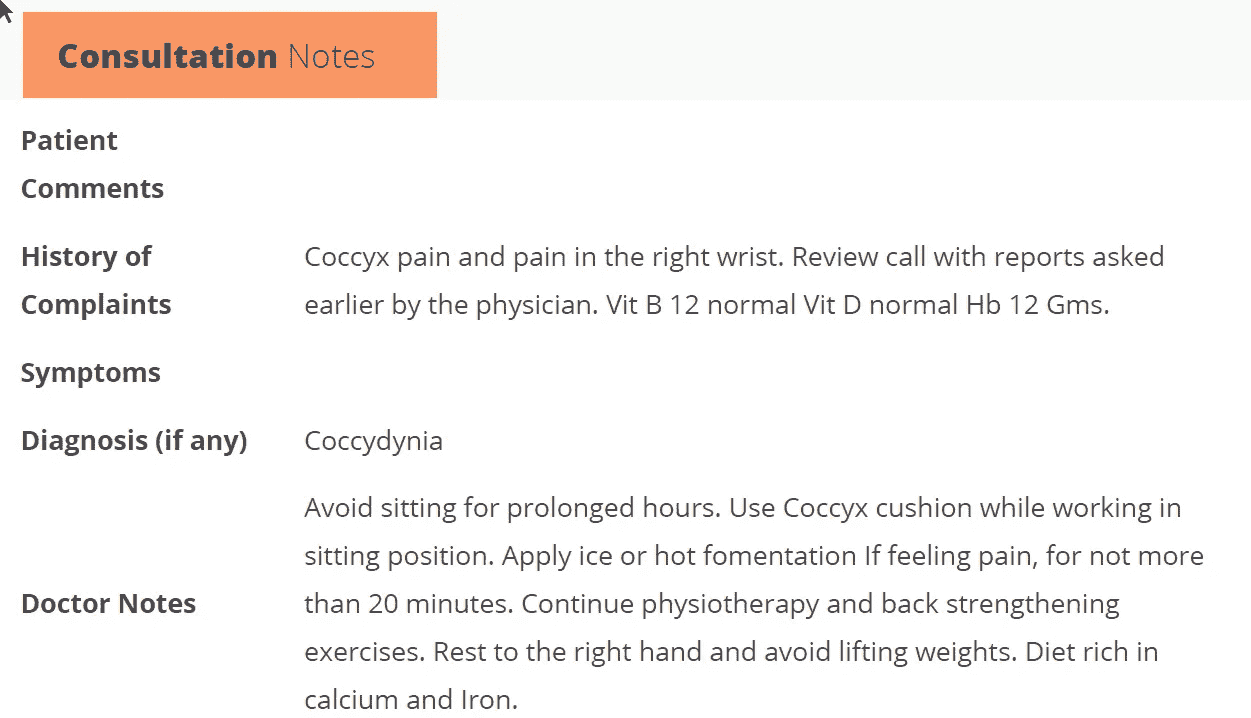 Consultation Notes
Patient
Comments
History of
Complaints
Coccyx pain and pain in the right wrist. Review call with reports asked
earlier by the physician. Vit B 12 normal Vit D normal Hb 12 Gms.
Symptoms
Diagnosis (if any)
Coccydynia
Doctor Notes
Avoid sitting for prolonged hours. Use Coccyx cushion while working in
sitting position. Apply ice or hot fomentation If feeling pain, for not more
than 20 minutes. Continue physiotherapy and back strengthening
exercises. Rest to the right hand and avoid lifting weights. Diet rich in
calcium and Iron.